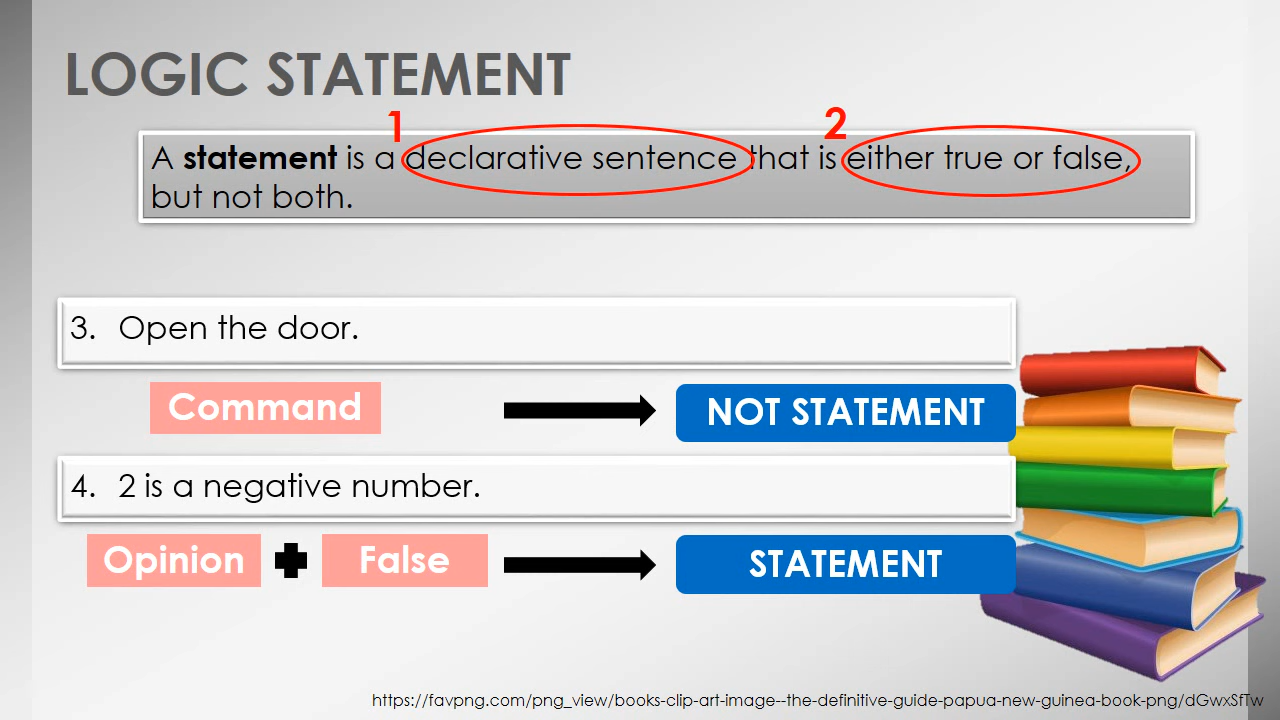 LOGIC STATEMENT
1
2
A statement is a declarative sentence that is either true or false,
but not both.
3. Open the door.
Command
NOT STATEMENT
4. 2 is a negative number.
Opinion
False
STATEMENT
https://favpng.com/png_view/books-clip-art-image--the-definitive-guide-papua-new-guinea-book-png/dGwxSfTw